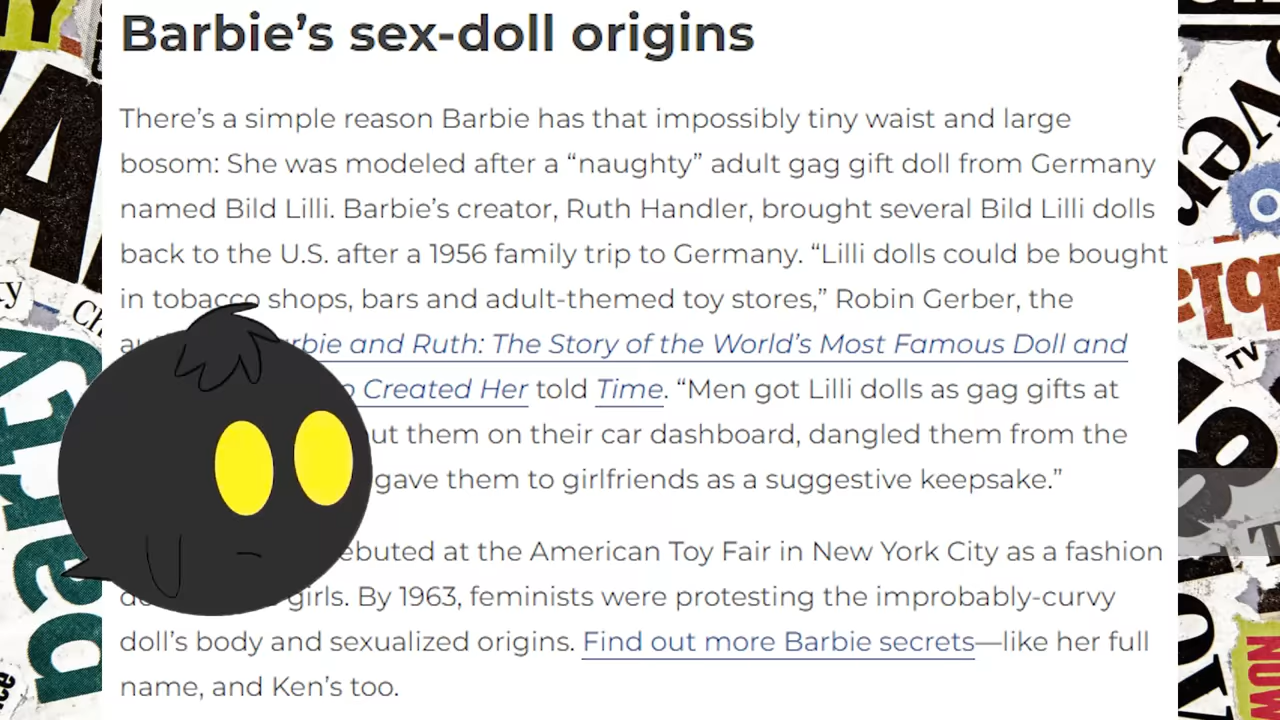 Barbie’s sex-doll origins
There’s a simple reason Barbie has that impossibly tiny waist and large
bosom: She was modeled after a “naughty” adult gag gift doll from Germany
named Bild Lilli. Barbie’s creator, Ruth Handler, brought several Bild Lilli dolls
back to the U.S. after a 1956 family trip to Germany. “Lilli dolls could be bought
in tobacco shops, bars and adult-themed toy stores,” Robin Gerber, the
and Ruth: The Story of the World’s Most Famous Doll and
Created Her told Time. “Men got Lilli dolls as gag gifts at
them on their car dashboard, dangled them from the
gave them to girlfriends as a suggestive keepsake.”
at the American Toy Fair in New York City as a fashion
girls. By 1963, feminists were protesting the improbably-curvy
doll’s body and sexualized origins. Find out more Barbie secrets—like her full
name, and Ken’s too.
TV
NOW